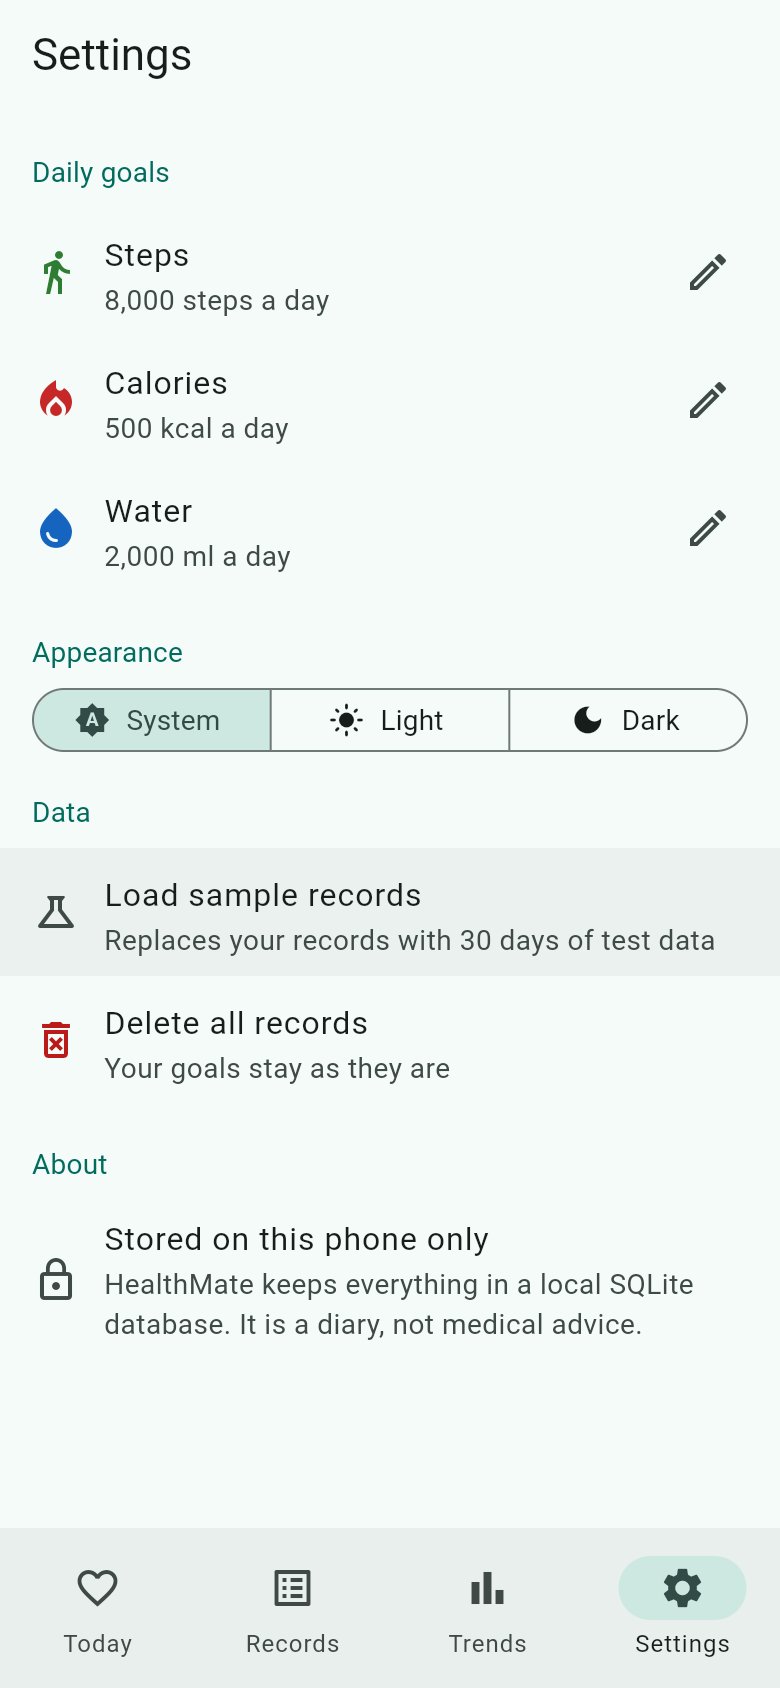 Settings
Daily goals
Steps
8,000 steps a day
Calories
500 kcal a day
Water
2,000 ml a day
Appearance
A System Light Dark
Data
Load sample records
Replaces your records with 30 days of test data
Delete all records
Your goals stay as they are
About
Stored on this phone only
HealthMate keeps everything in a local SQLite
database. It is a diary, not medical advice.
Today Records Trends Settings